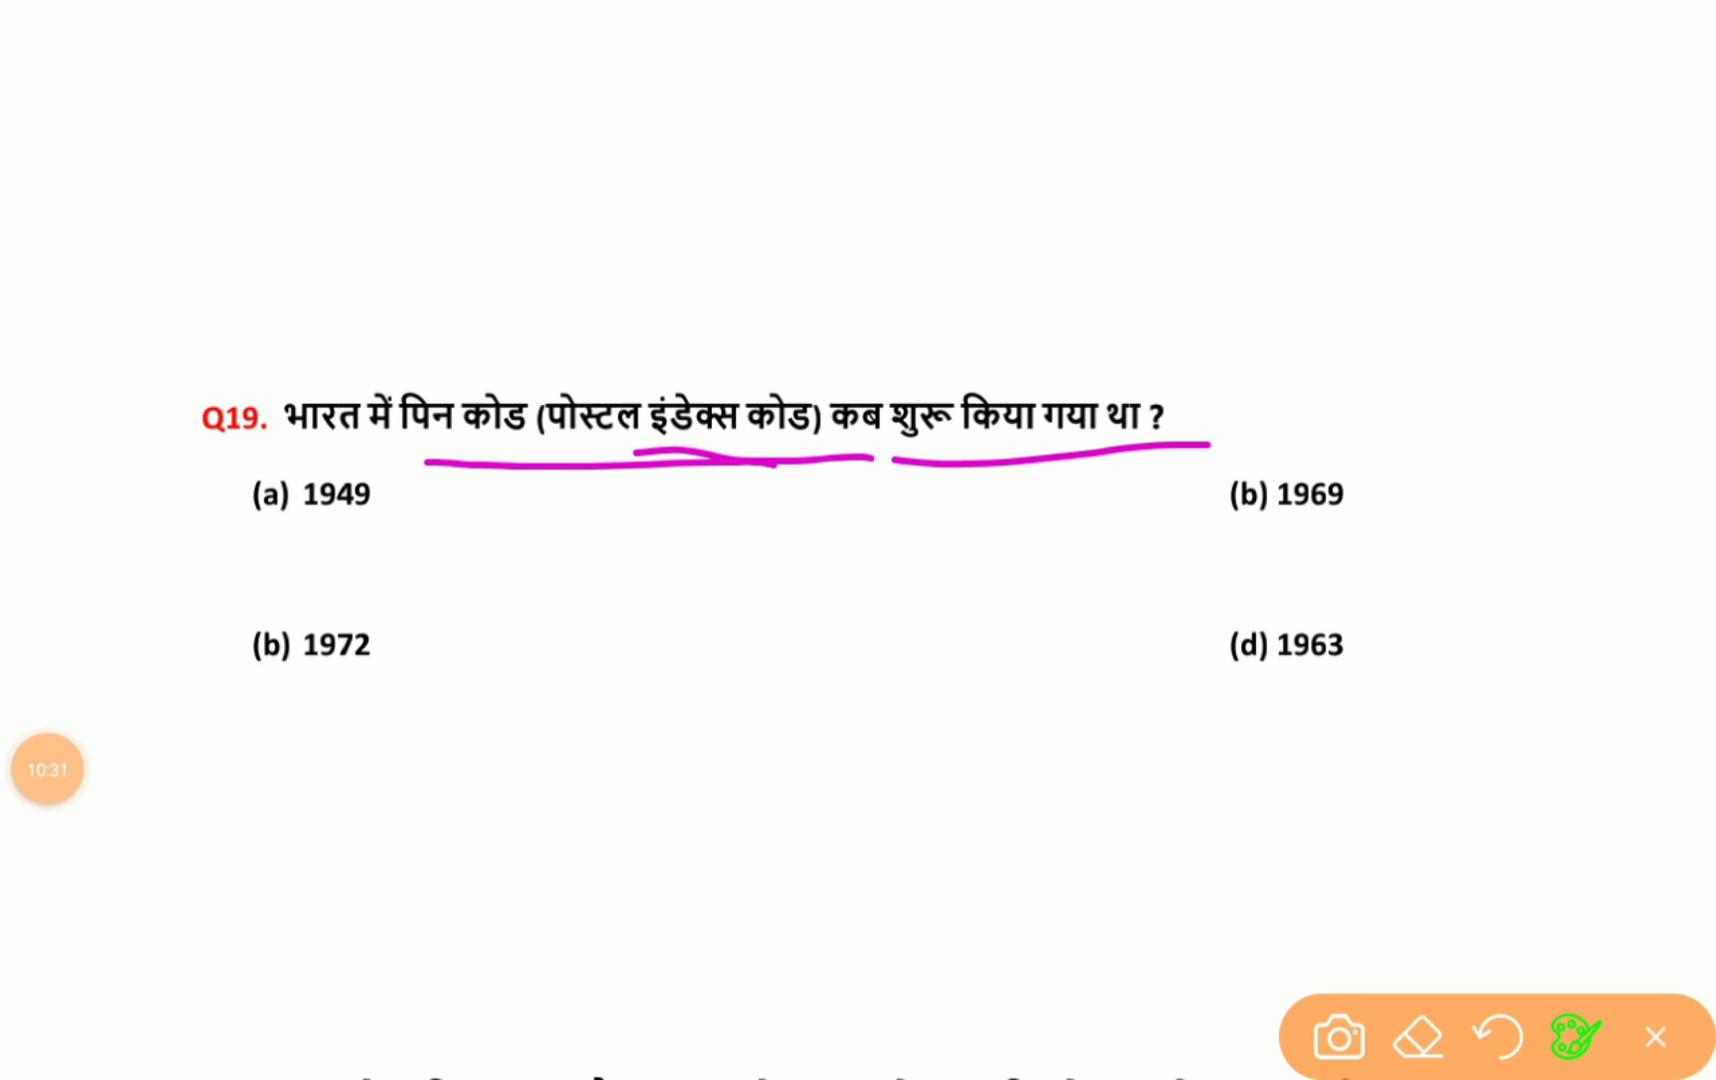 Q19. भारत में पिन कोड (पोस्टल इंडेक्स कोड) कब शुरू किया गया था ?
(a) 1949 (b) 1969
(b) 1972 (d) 1963
10:31